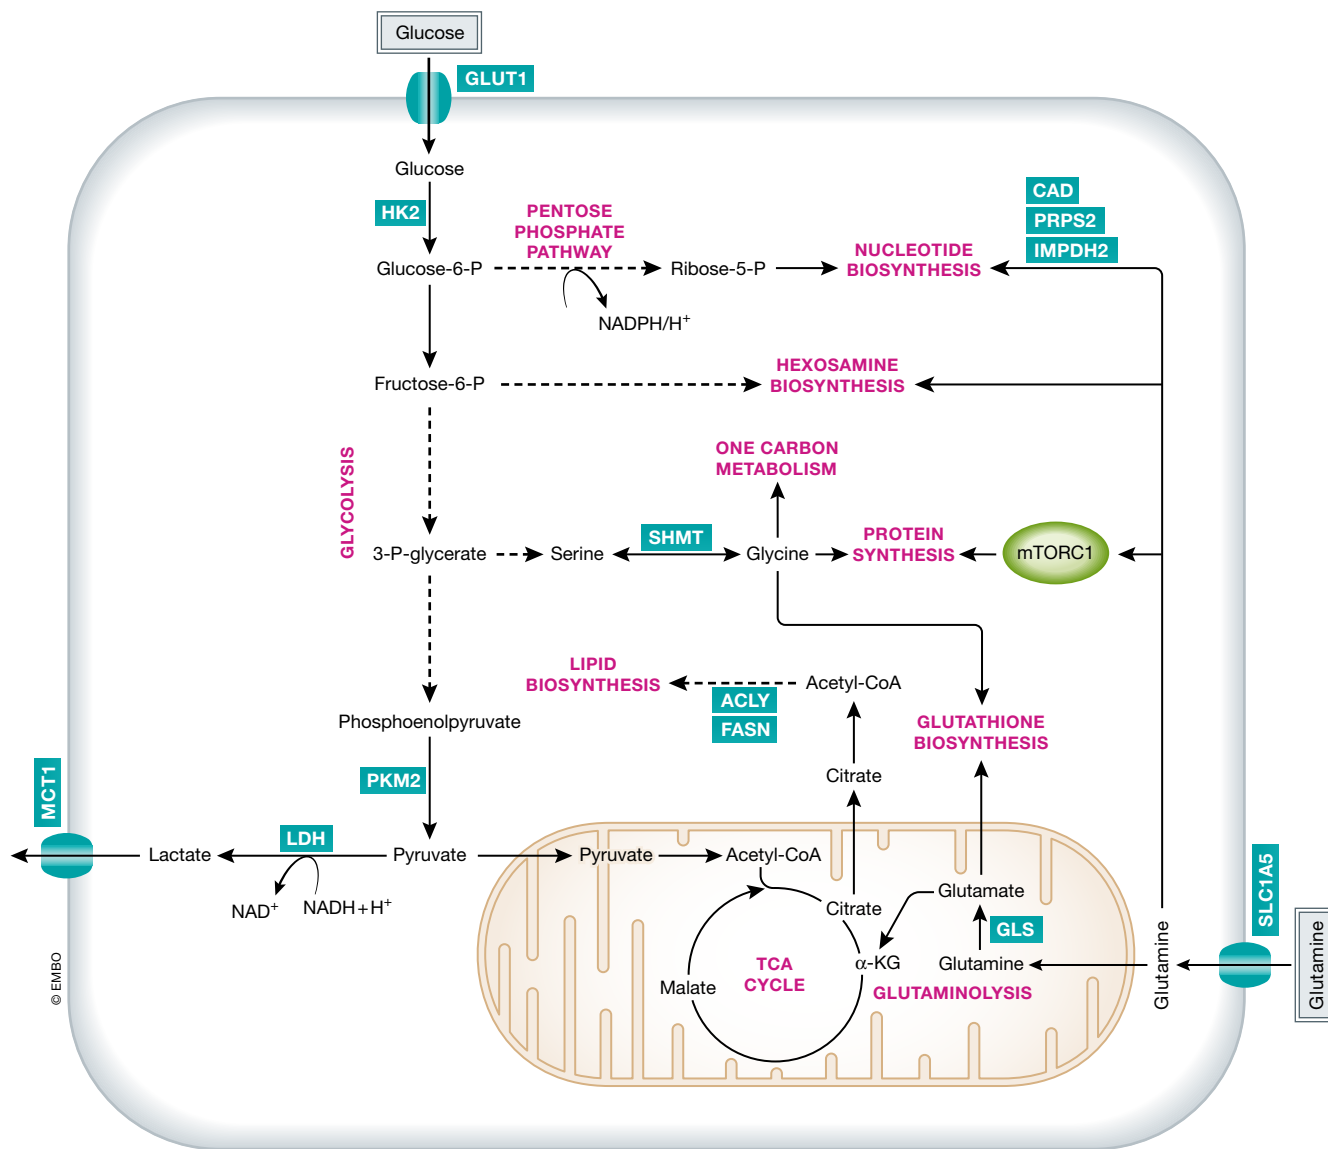 Glucose
GLUT1
Glucose
HK2
PENTOSE
PHOSPHATE
PATHWAY
CAD
PRPS2
IMPDH2
Glucose-6-P
Ribose-5-P
NUCLEOTIDE
BIOSYNTHESIS
NADPH/H⁺
Fructose-6-P
HEXOSAMINE
BIOSYNTHESIS
GLYCOLYSIS
ONE CARBON
METABOLISM
3-P-glycerate
Serine
SHMT
Glycine
PROTEIN
SYNTHESIS
mTORC1
LIPID
BIOSYNTHESIS
Acetyl-CoA
ACLY
FASN
Phosphoenolpyruvate
GLUTATHIONE
BIOSYNTHESIS
PKM2
Citrate
MCT1
LDH
Lactate
Pyruvate
Pyruvate
Acetyl-CoA
NAD⁺
NADH+H⁺
Citrate
Glutamate
GLS
SLC1A5
TCA
CYCLE
Malate
α-KG
Glutamine
GLUTAMINOLYSIS
Glutamine
Glutamine
© EMBO